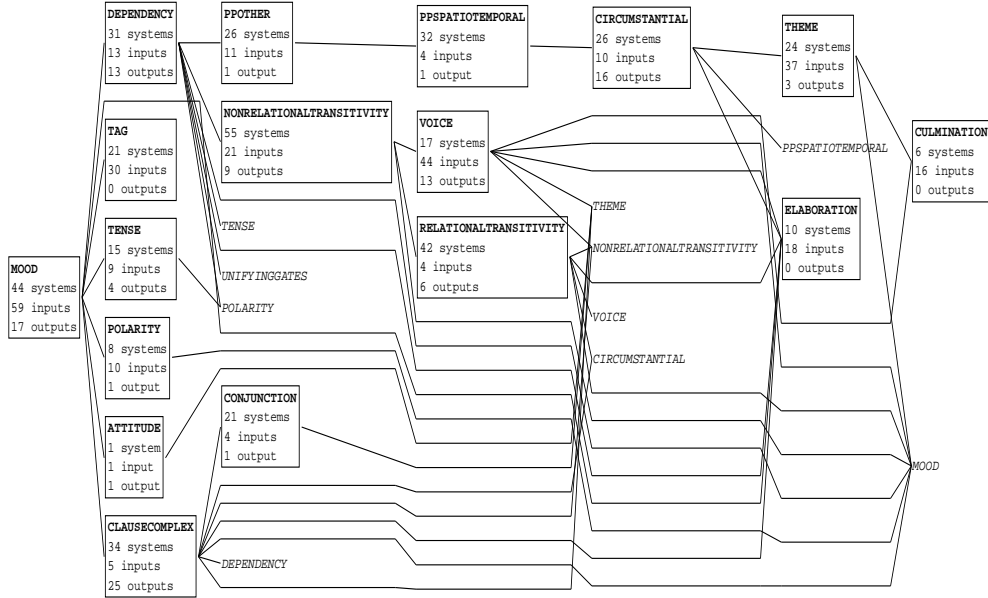 MOOD
44 systems
59 inputs
17 outputs
DEPENDENCY
31 systems
13 inputs
13 outputs
TAG
21 systems
30 inputs
0 outputs
TENSE
15 systems
9 inputs
4 outputs
POLARITY
8 systems
10 inputs
1 output
ATTITUDE
1 system
1 input
1 output
CLAUSECOMPLEX
34 systems
5 inputs
25 outputs
PPOTHER
26 systems
11 inputs
1 output
NONRELATIONALTRANSITIVITY
55 systems
21 inputs
9 outputs
TENSE
UNIFYINGGATES
POLARITY
CONJUNCTION
21 systems
4 inputs
1 output
DEPENDENCY
PPSPATIOTEMPORAL
32 systems
4 inputs
1 output
VOICE
17 systems
44 inputs
13 outputs
RELATIONALTRANSITIVITY
42 systems
4 inputs
6 outputs
CIRCUMSTANTIAL
26 systems
10 inputs
16 outputs
THEME
NONRELATIONALTRANSITIVITY
VOICE
CIRCUMSTANTIAL
THEME
24 systems
37 inputs
3 outputs
PPSPATIOTEMPORAL
ELABORATION
10 systems
18 inputs
0 outputs
CULMINATION
6 systems
16 inputs
0 outputs
MOOD